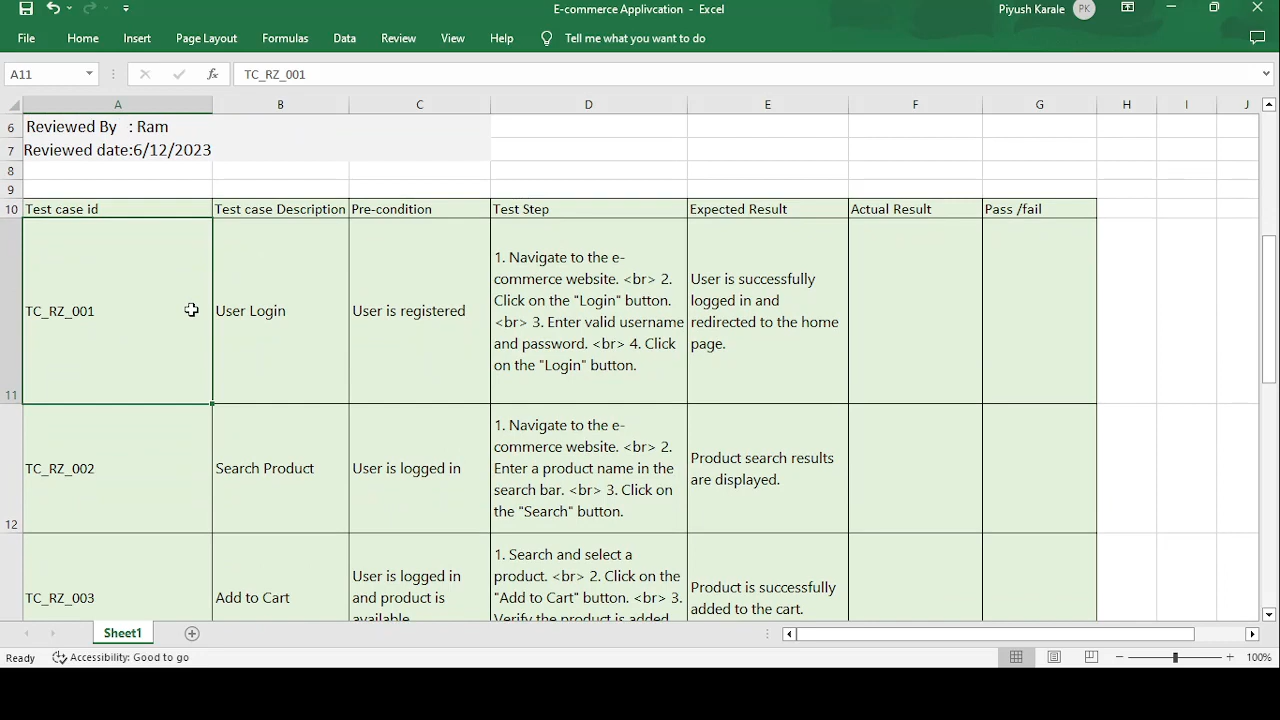 E-commerce Applivcation - Excel
Piyush Karale PK
File Home Insert Page Layout Formulas Data Review View Help Tell me what you want to do
A11 fx TC_RZ_001
A B C D E F G H I J
6 Reviewed By : Ram
7 Reviewed date:6/12/2023
8
9
10 Test case id Test case Description Pre-condition Test Step Expected Result Actual Result Pass /fail
11
TC_RZ_001
User Login
User is registered
1. Navigate to the e-
commerce website. <br> 2.
Click on the "Login" button.
<br> 3. Enter valid username
and password. <br> 4. Click
on the "Login" button.
User is successfully
logged in and
redirected to the home
page.
12
TC_RZ_002
Search Product
User is logged in
1. Navigate to the e-
commerce website. <br> 2.
Enter a product name in the
search bar. <br> 3. Click on
the "Search" button.
Product search results
are displayed.
TC_RZ_003
Add to Cart
User is logged in
and product is
available
1. Search and select a
product. <br> 2. Click on the
"Add to Cart" button. <br> 3.
Verify the product is added
Product is successfully
added to the cart.
Sheet1
Ready Accessibility: Good to go 100%